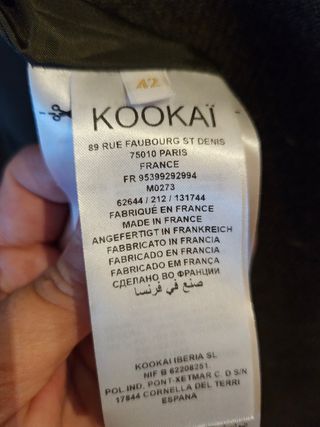 42
KOOKAÏ
89 RUE FAUBOURG ST DENIS
75010 PARIS
FRANCE
FR 95399292994
M0273
62644 / 212 / 131744
FABRIQUÉ EN FRANCE
MADE IN FRANCE
ANGEFERTIGT IN FRANKREICH
FABBRICATO IN FRANCIA
FABRICADO EN FRANCIA
FABRICADO EM FRANÇA
СДЕЛАНО ВО ФРАНЦИИ
صنع في فرنسا
KOOKAI IBERIA SL
NIF B 62208251
POL.IND. PONT-XETMAR C. D S/N
17844 CORNELLA DEL TERRI
ESPANA